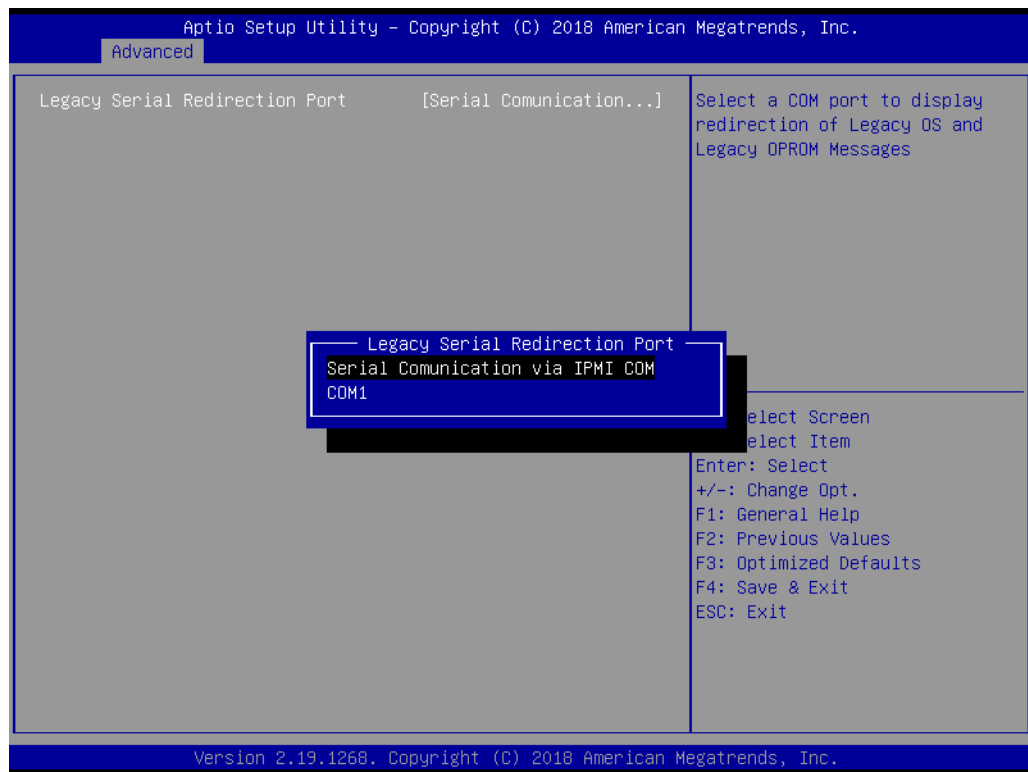 Aptio Setup Utility – Copyright (C) 2018 American Megatrends, Inc.
Advanced
Legacy Serial Redirection Port [Serial Comunication...]
Select a COM port to display
redirection of Legacy OS and
Legacy OPROM Messages
Legacy Serial Redirection Port
Serial Comunication via IPMI COM
COM1
elect Screen
elect Item
Enter: Select
+/-: Change Opt.
F1: General Help
F2: Previous Values
F3: Optimized Defaults
F4: Save & Exit
ESC: Exit
Version 2.19.1268. Copyright (C) 2018 American Megatrends, Inc.